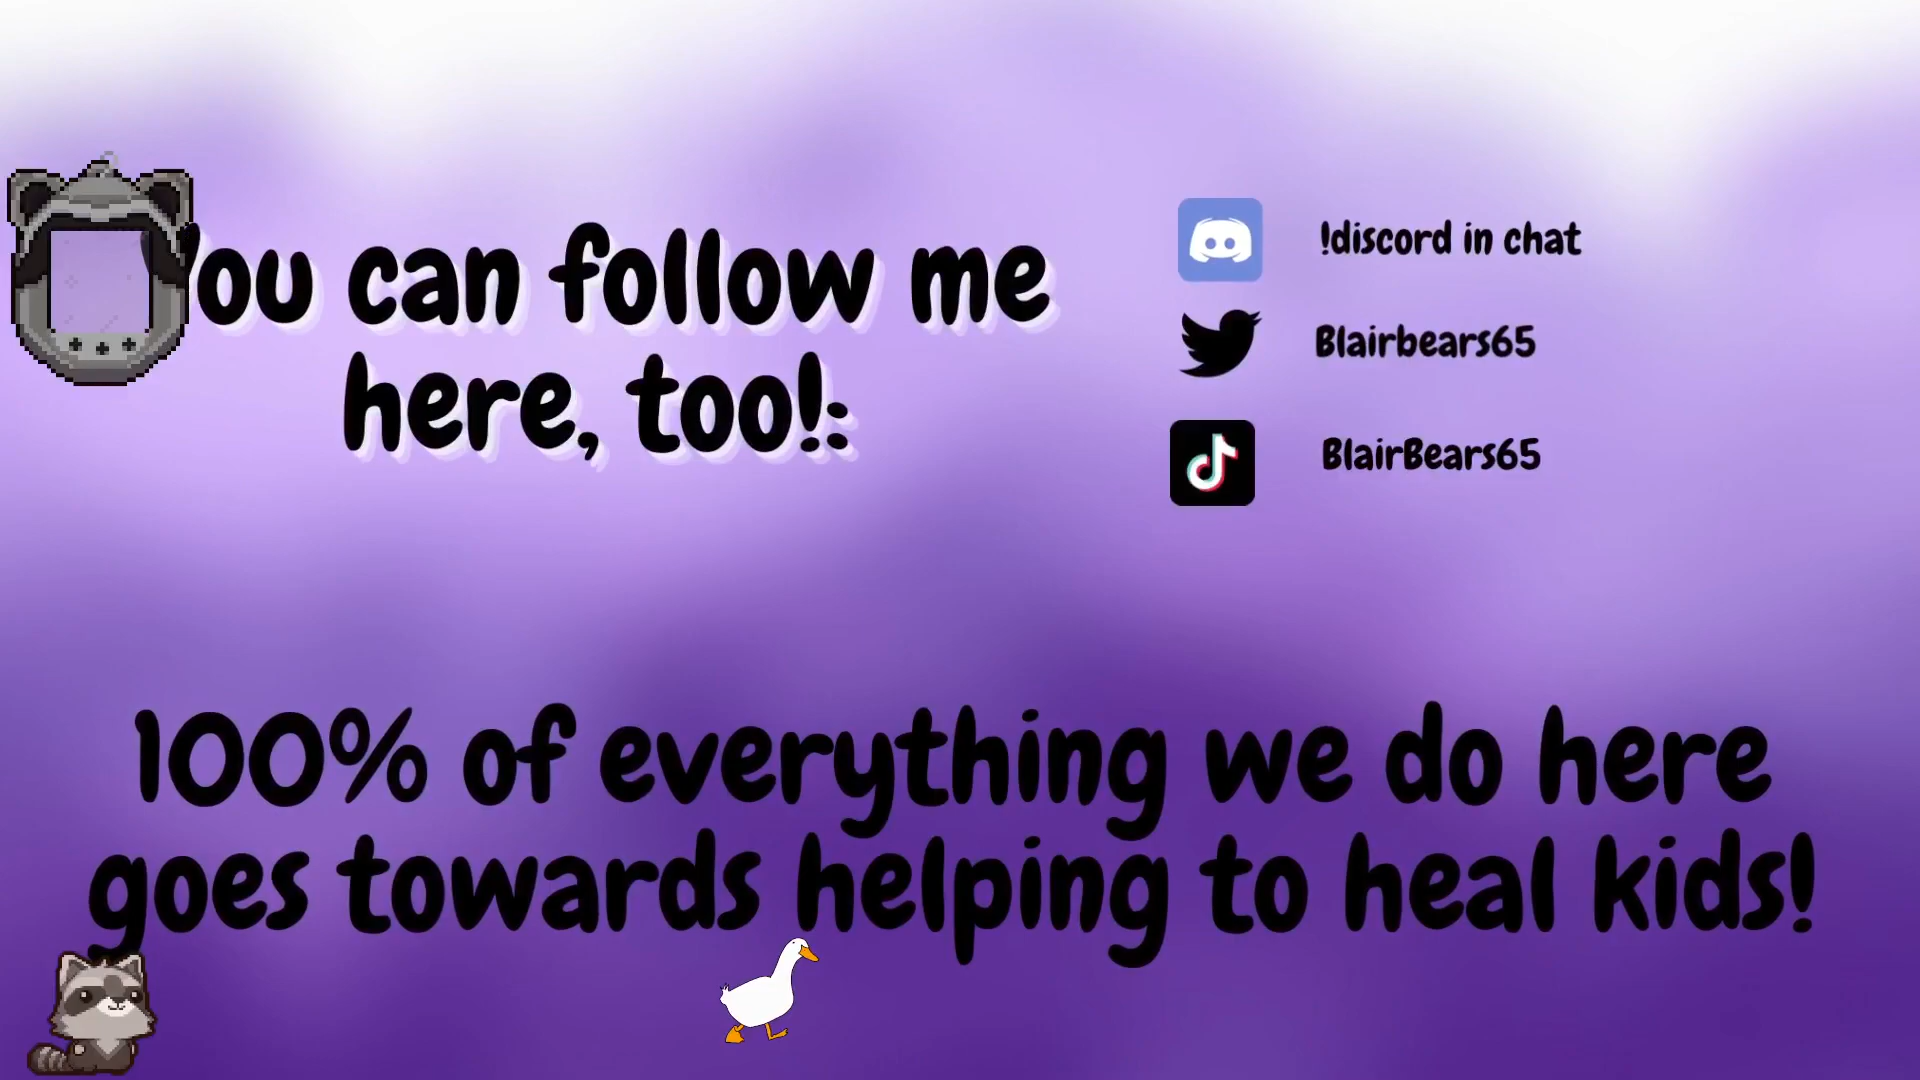 You can follow me
here, too!:
!discord in chat
Blairbears65
BlairBears65
100% of everything we do here
goes towards helping to heal kids!